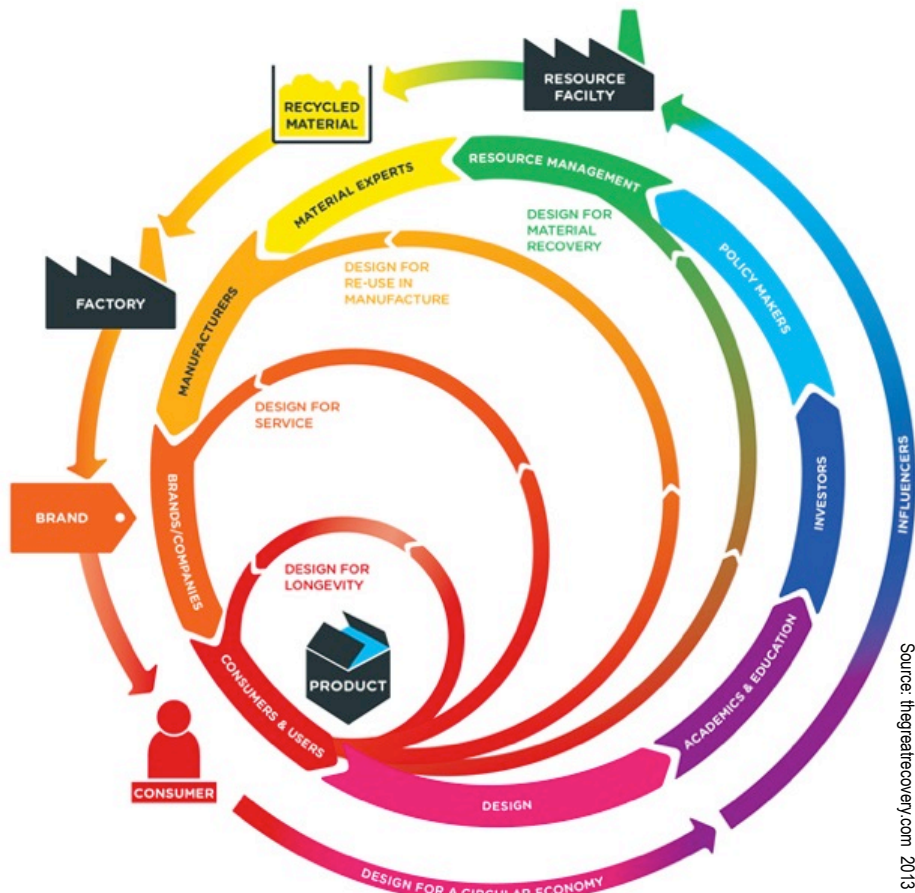 RESOURCE
FACILTY
RECYCLED
MATERIAL
RESOURCE MANAGEMENT
MATERIAL EXPERTS
DESIGN FOR
MATERIAL
RECOVERY
POLICY MAKERS
DESIGN FOR
RE-USE IN
MANUFACTURE
FACTORY
MANUFACTURERS
DESIGN FOR
SERVICE
INFLUENCERS
INVESTORS
BRAND
BRANDS/COMPANIES
DESIGN FOR
LONGEVITY
PRODUCT
CONSUMERS & USERS
ACADEMICS & EDUCATION
CONSUMER
DESIGN
DESIGN FOR A CIRCULAR ECONOMY
Source: thegreatrecovery.com 2013